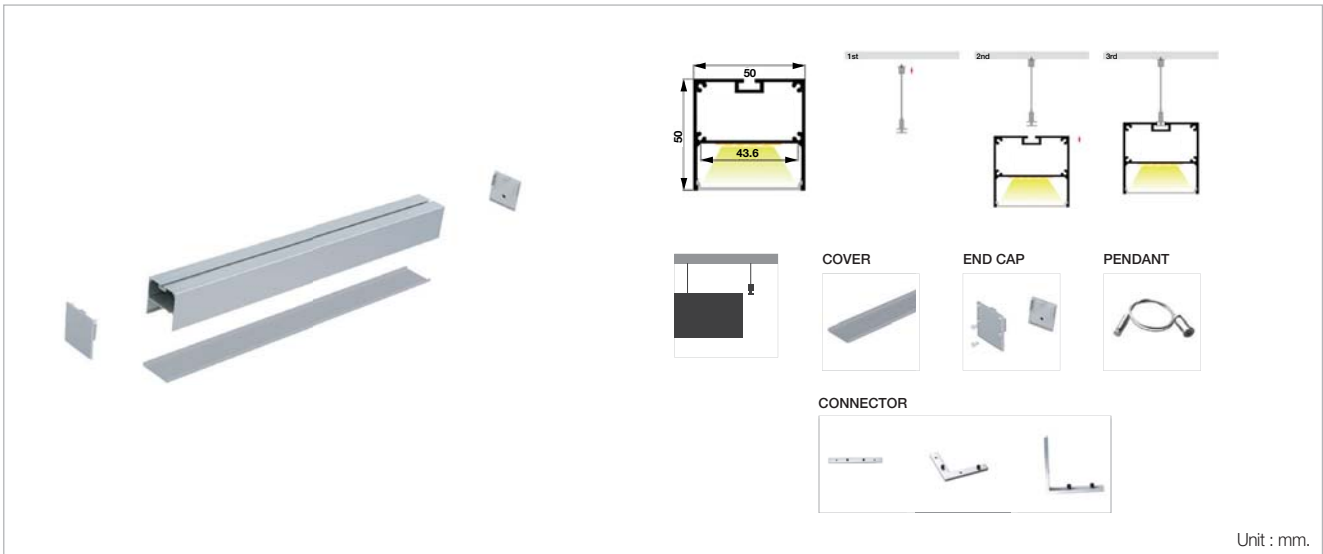 50
50
43.6
1st
2nd
3rd
COVER
END CAP
PENDANT
CONNECTOR
Unit : mm.